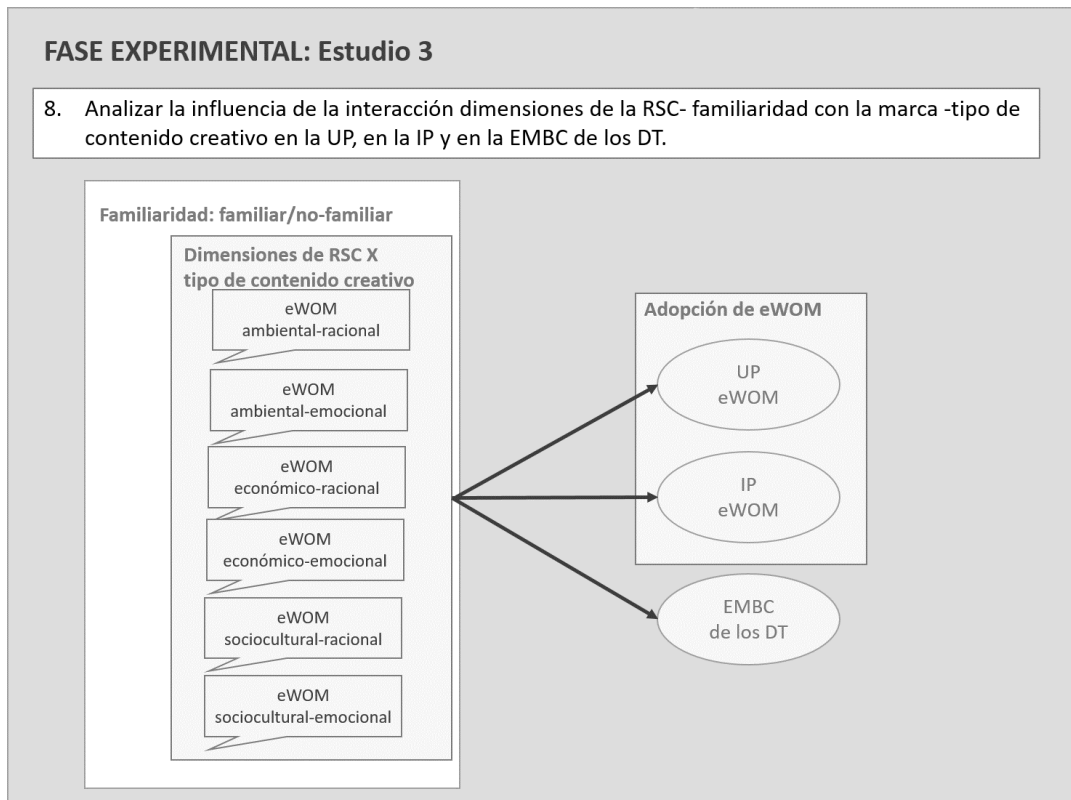 FASE EXPERIMENTAL: Estudio 3
8. Analizar la influencia de la interacción dimensiones de la RSC- familiaridad con la marca -tipo de
contenido creativo en la UP, en la IP y en la EMBC de los DT.
Familiaridad: familiar/no-familiar
Dimensiones de RSC X
tipo de contenido creativo
eWOM
ambiental-racional
eWOM
ambiental-emocional
eWOM
económico-racional
eWOM
económico-emocional
eWOM
sociocultural-racional
eWOM
sociocultural-emocional
Adopción de eWOM
UP
eWOM
IP
eWOM
EMBC
de los DT